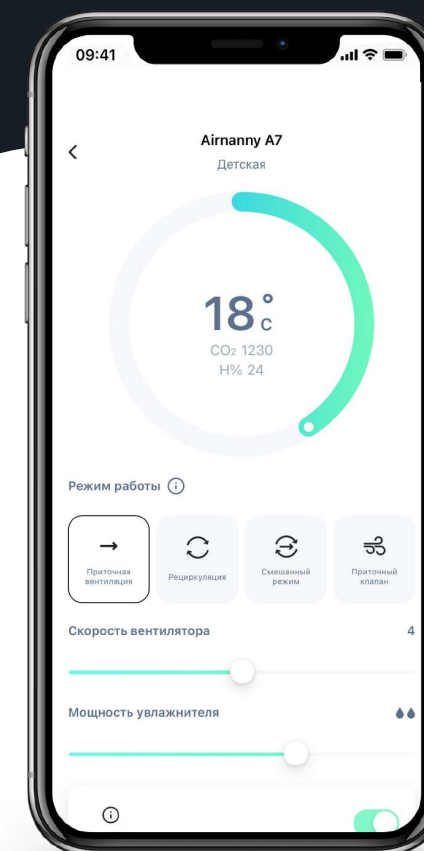 09:41
Airnanny A7
Детская
18°C
CO₂ 1230
H% 24
Режим работы
Приточная
вентиляция
Рециркуляция
Смешанный
режим
Приточный
клапан
Скорость вентилятора 4
Мощность увлажнителя